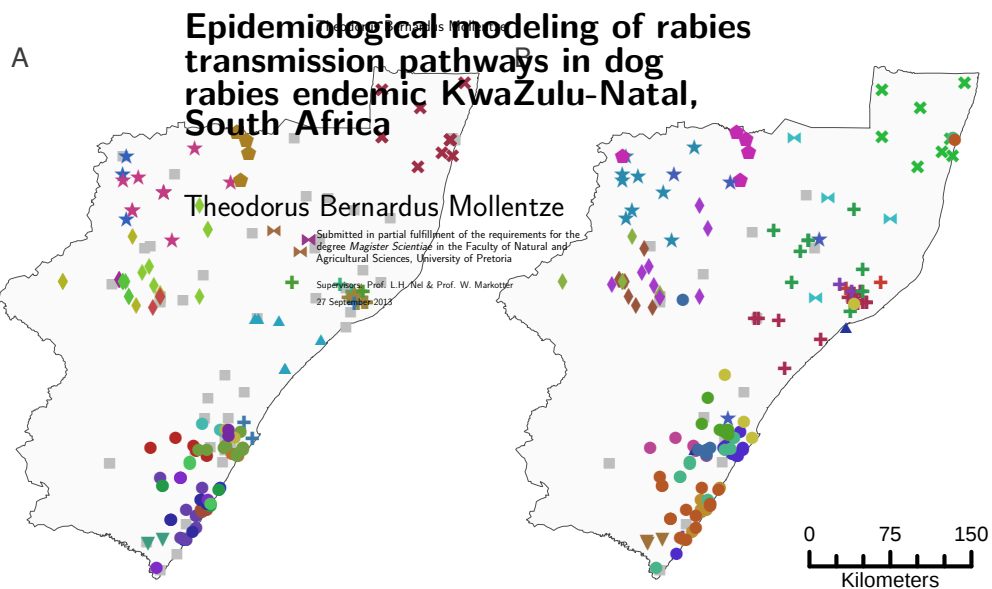 Theodorus Bernardus Mollentze
Epidemiological modeling of rabies
transmission pathways in dog
rabies endemic KwaZulu-Natal,
South Africa
A
B
Theodorus Bernardus Mollentze
Submitted in partial fulfillment of the requirements for the
degree Magister Scientiae in the Faculty of Natural and
Agricultural Sciences, University of Pretoria
Supervisors: Prof. L.H. Nel & Prof. W. Markotter
27 September 2013
0 75 150
Kilometers